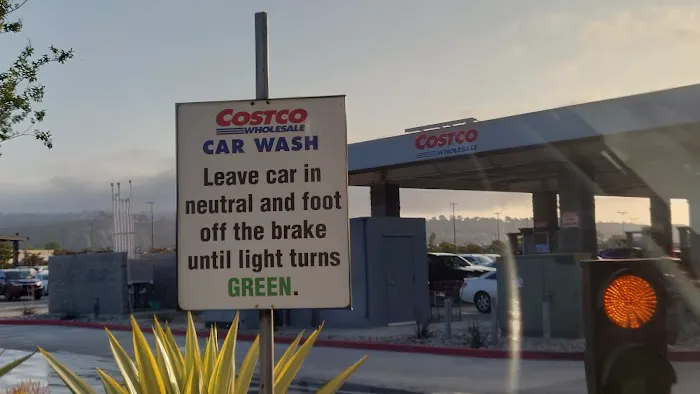 COSTCO
WHOLESALE
CAR WASH
Leave car in
neutral and foot
off the brake
until light turns
GREEN.
COSTCO
WHOLESALE